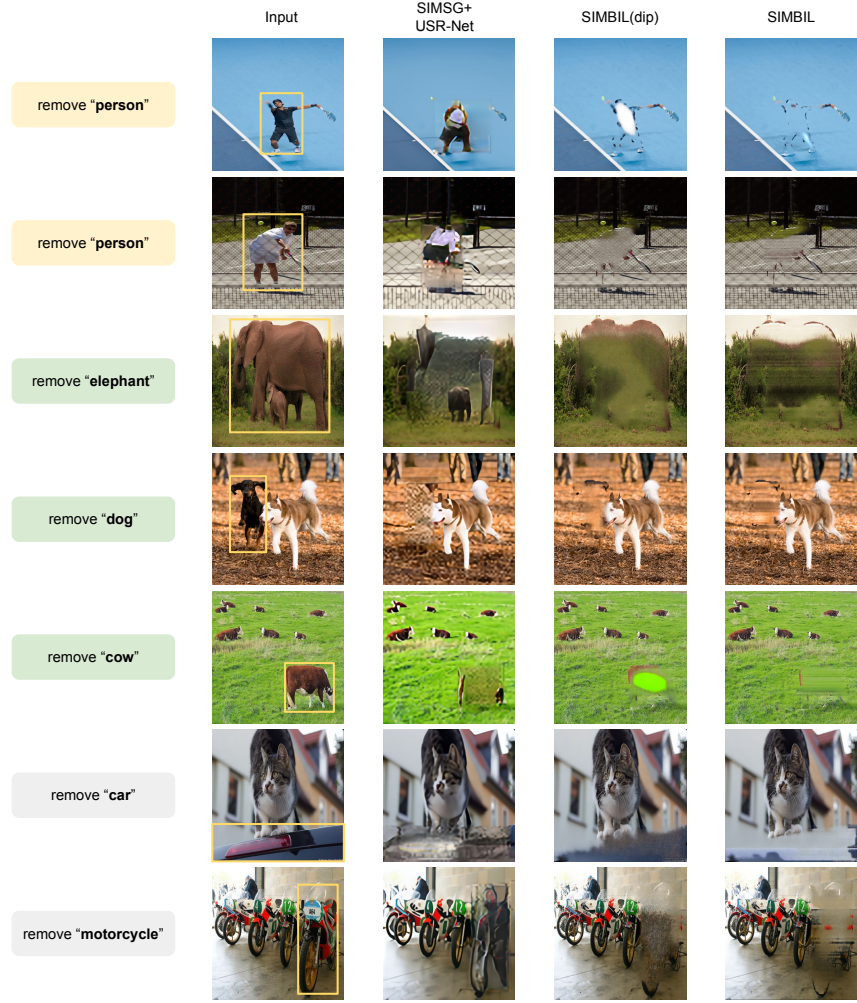 Input
SIMSG+
USR-Net
SIMBIL(dip)
SIMBIL
remove “person”
remove “person”
remove “elephant”
remove “dog”
remove “cow”
remove “car”
remove “motorcycle”